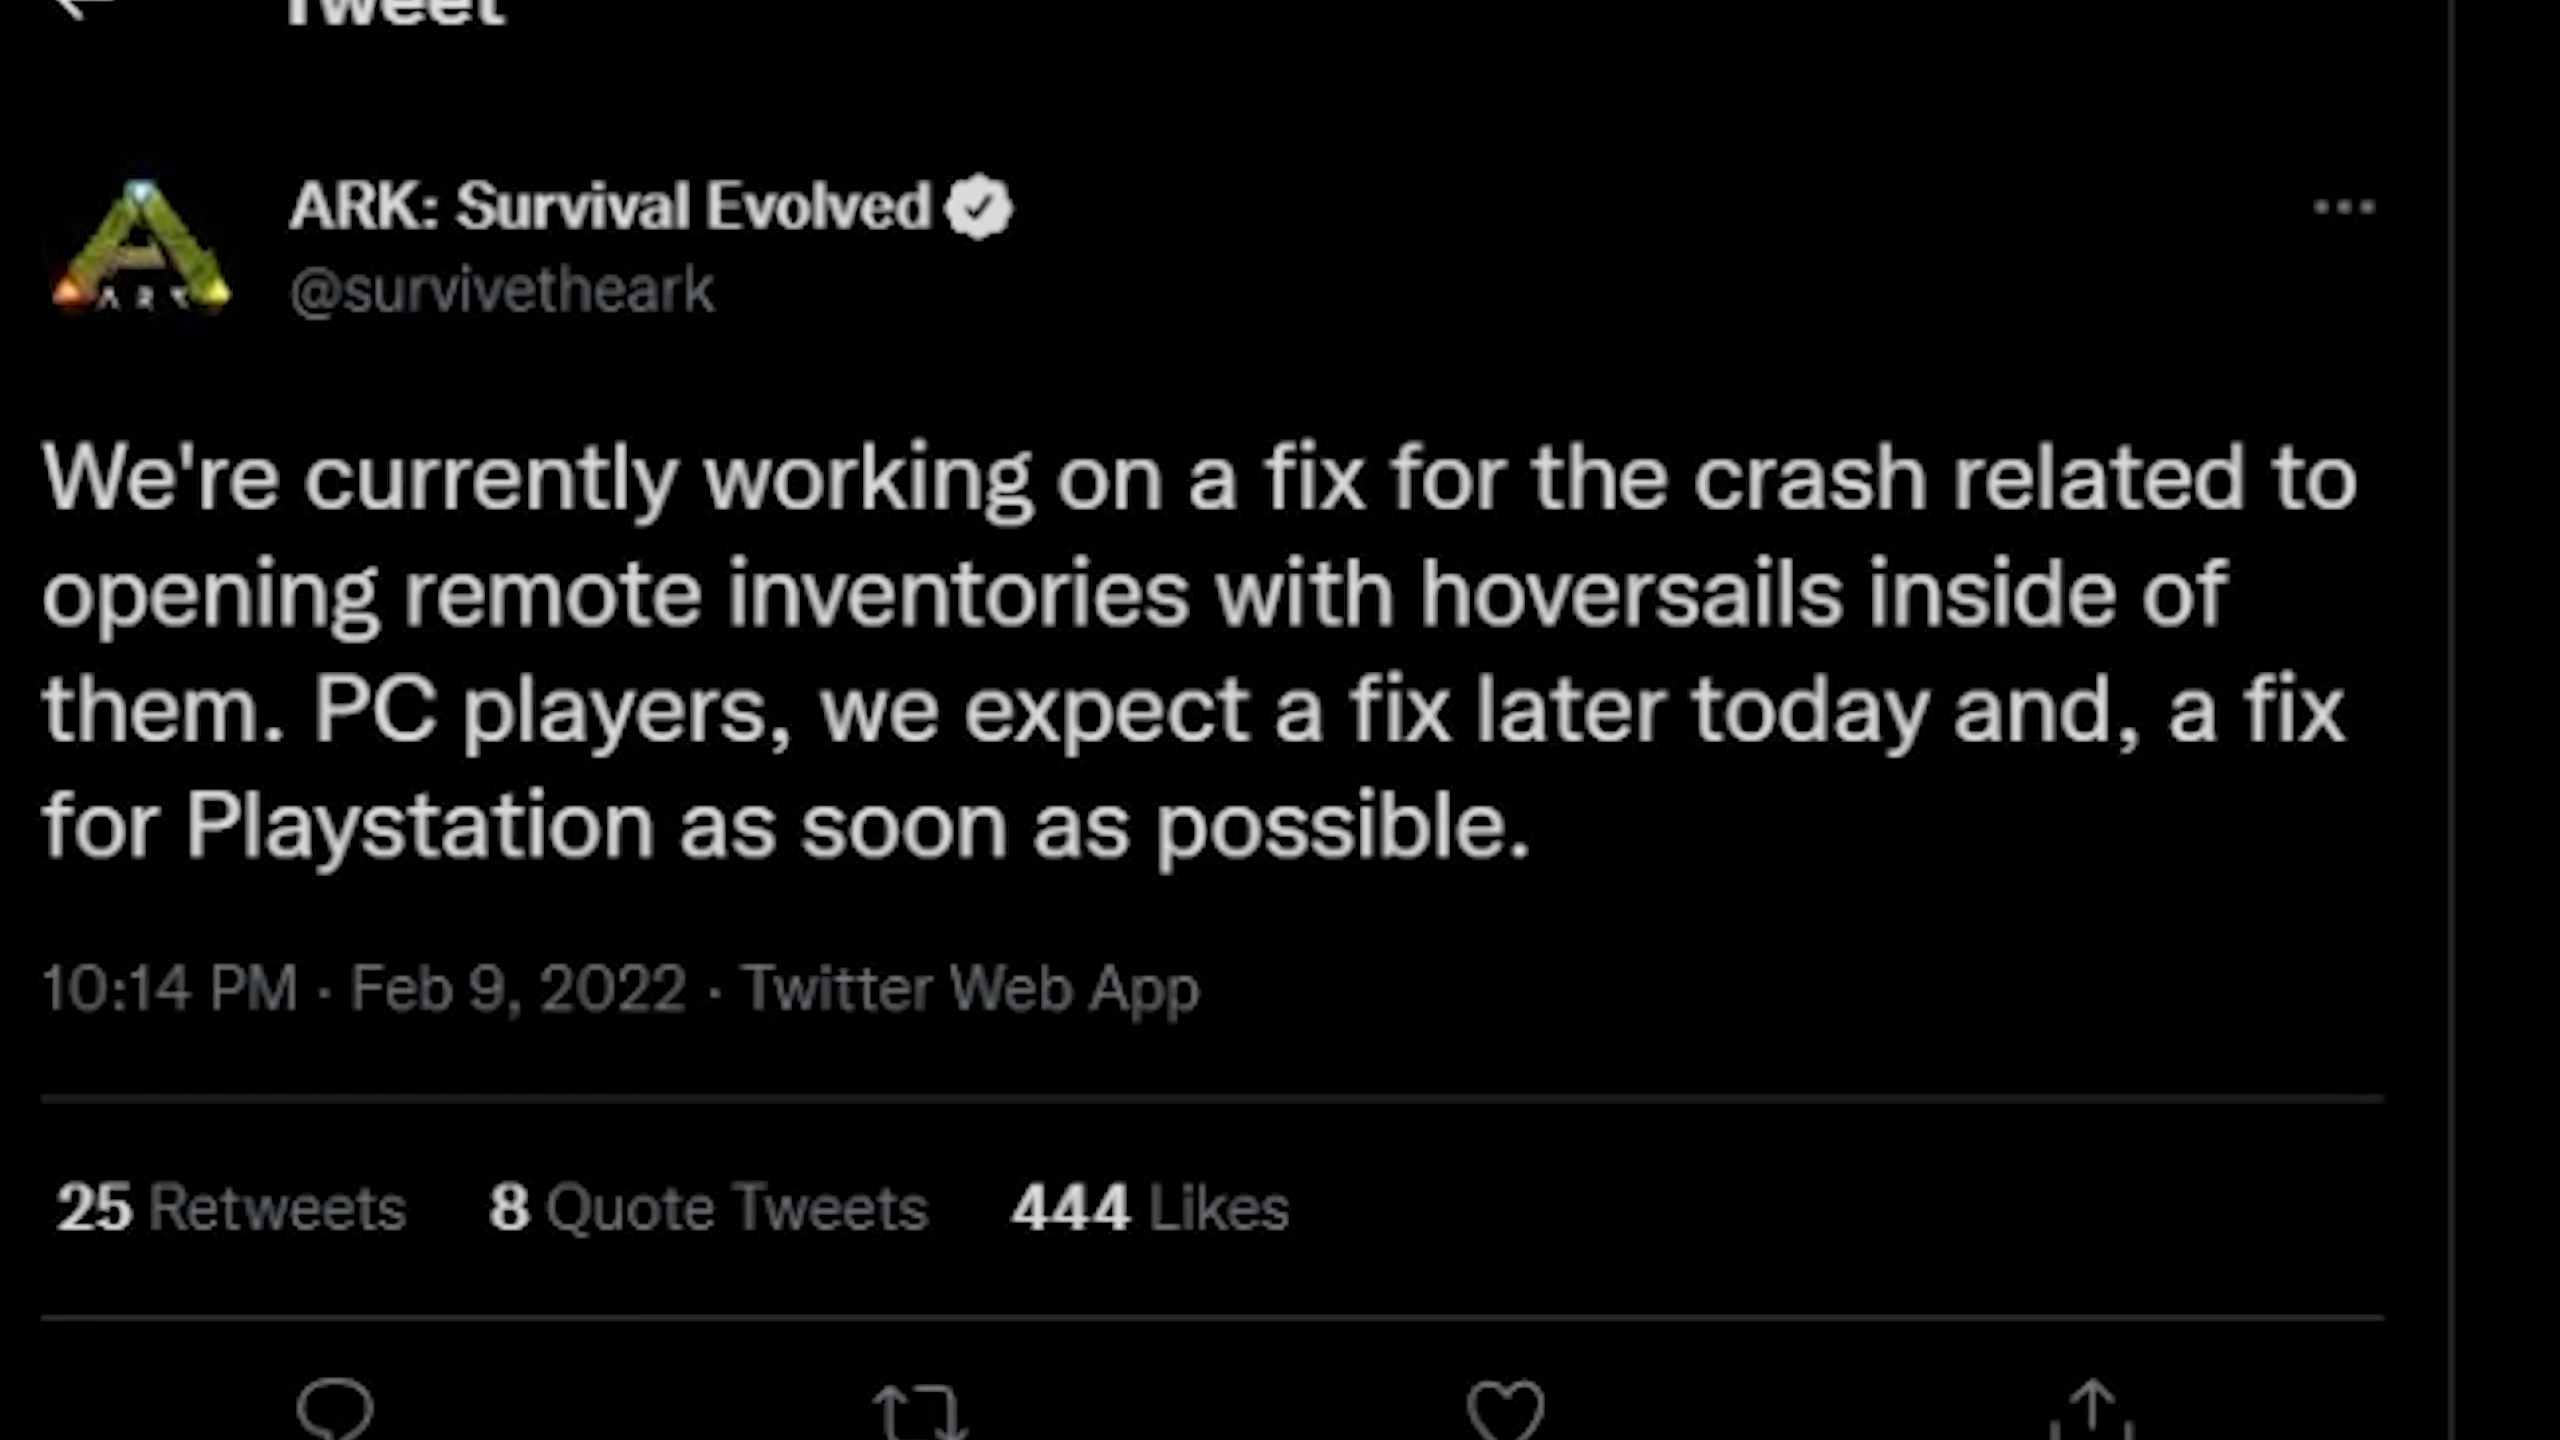 Tweet
ARK: Survival Evolved
@survivetheark
ARK
We're currently working on a fix for the crash related to
opening remote inventories with hoversails inside of
them. PC players, we expect a fix later today and, a fix
for Playstation as soon as possible.
10:14 PM · Feb 9, 2022 · Twitter Web App
25 Retweets 8 Quote Tweets 444 Likes